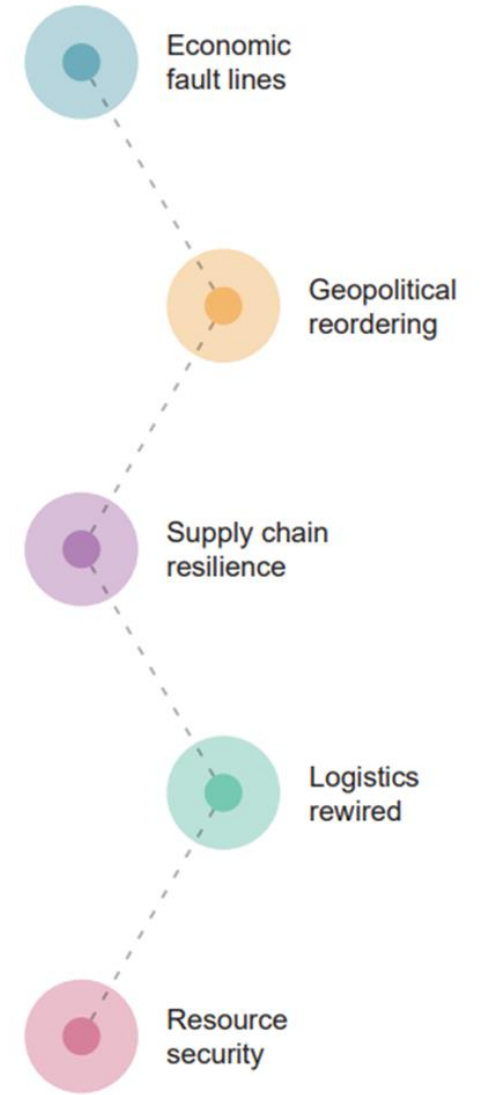 Economic
fault lines
Geopolitical
reordering
Supply chain
resilience
Logistics
rewired
Resource
security